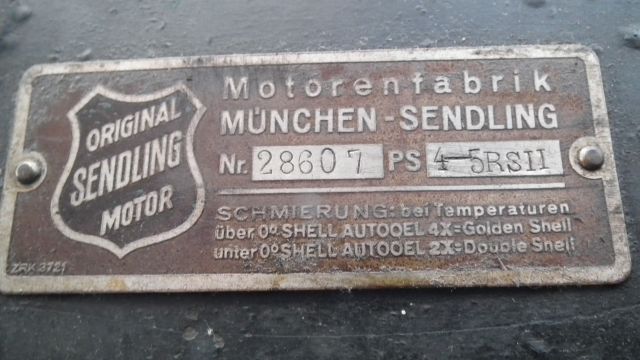 ORIGINAL
SENDLING
MOTOR
Motorenfabrik
MÜNCHEN-SENDLING
Nr. 28607 PS 4-5RSII
SCHMIERUNG: bei Temperaturen
über 0° SHELL AUTOOEL 4X=Golden Shell
unter 0° SHELL AUTOOEL 2X=Double Shell
ZRK 3721